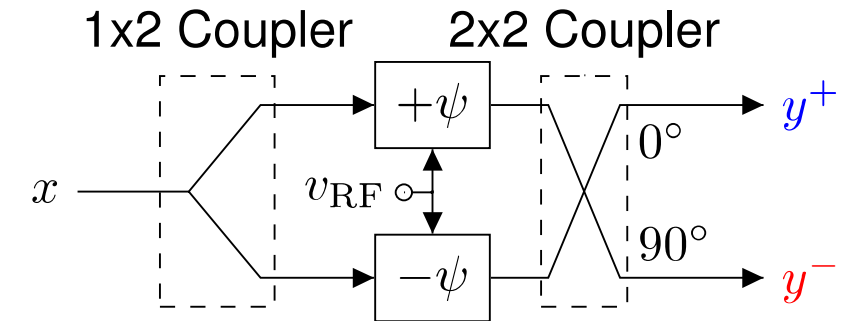 1x2 Coupler 2x2 Coupler
+ψ y⁺
0°
x v_RF
90°
−ψ y⁻